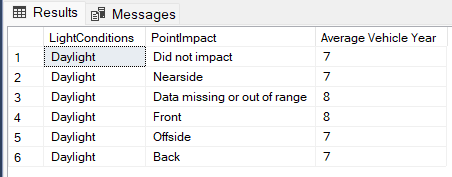 Results Messages
LightConditions PointImpact Average Vehicle Year
1 Daylight Did not impact 7
2 Daylight Nearside 7
3 Daylight Data missing or out of range 8
4 Daylight Front 8
5 Daylight Offside 7
6 Daylight Back 7